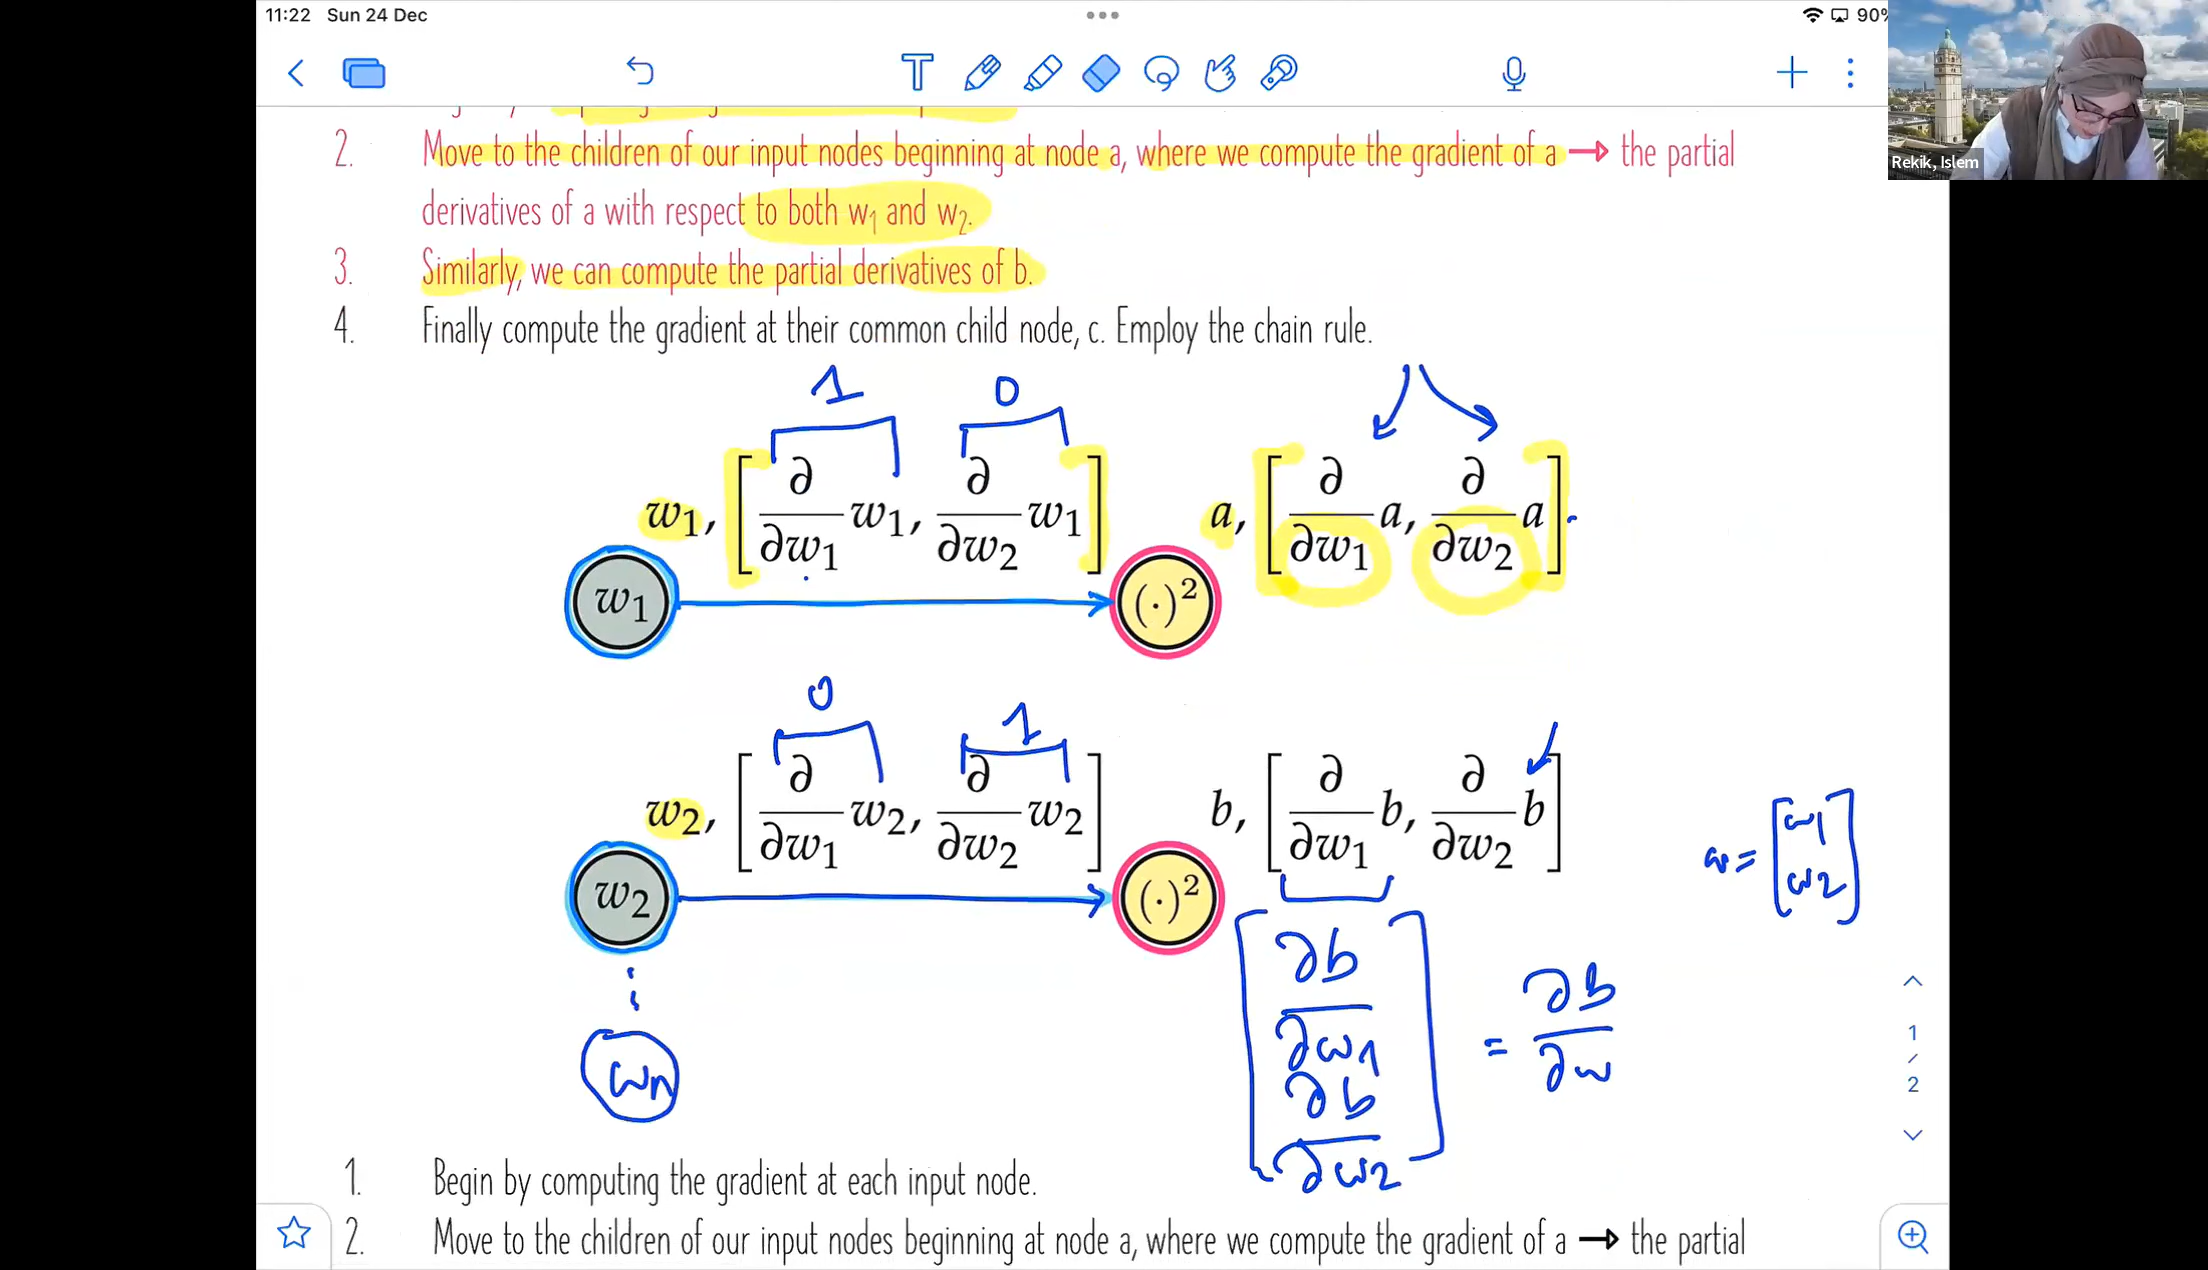 11:22 Sun 24 Dec
90%
Rekik, Islem
2. Move to the children of our input nodes beginning at node a, where we compute the gradient of a → the partial
derivatives of a with respect to both w₁ and w₂.
3. Similarly, we can compute the partial derivatives of b.
4. Finally compute the gradient at their common child node, c. Employ the chain rule.
1 0
w₁, [∂/∂w₁ w₁, ∂/∂w₂ w₁] a, [∂/∂w₁ a, ∂/∂w₂ a]
w₁ (·)²
0 1
w₂, [∂/∂w₁ w₂, ∂/∂w₂ w₂] b, [∂/∂w₁ b, ∂/∂w₂ b]
w = [w1 w2]
w₂ (·)²
[∂b/∂w1 ∂b/∂w2] = ∂b/∂w
wn
1 / 2
1. Begin by computing the gradient at each input node.
2. Move to the children of our input nodes beginning at node a, where we compute the gradient of a → the partial